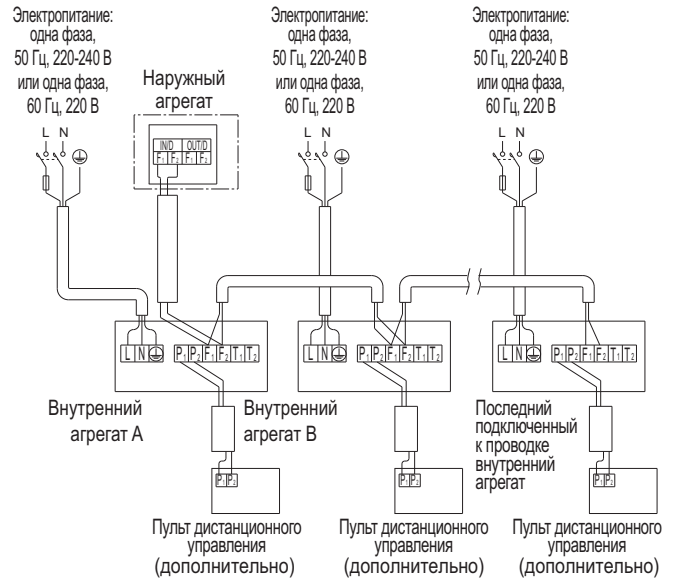 Электропитание:
одна фаза,
50 Гц, 220-240 В
или одна фаза,
60 Гц, 220 В
L N
Наружный
агрегат
IN/D OUT/D
F1 F2 F1 F2
Электропитание:
одна фаза,
50 Гц, 220-240 В
или одна фаза,
60 Гц, 220 В
L N
Электропитание:
одна фаза,
50 Гц, 220-240 В
или одна фаза,
60 Гц, 220 В
L N
L N
P1 P2 F1 F2 T1 T2
L N
P1 P2 F1 F2 T1 T2
L N
P1 P2 F1 F2 T1 T2
Внутренний
агрегат А
Внутренний
агрегат В
Последний
подключенный
к проводке
внутренний
агрегат
P1 P2
P1 P2
P1 P2
Пульт дистанционного
управления
(дополнительно)
Пульт дистанционного
управления
(дополнительно)
Пульт дистанционного
управления
(дополнительно)